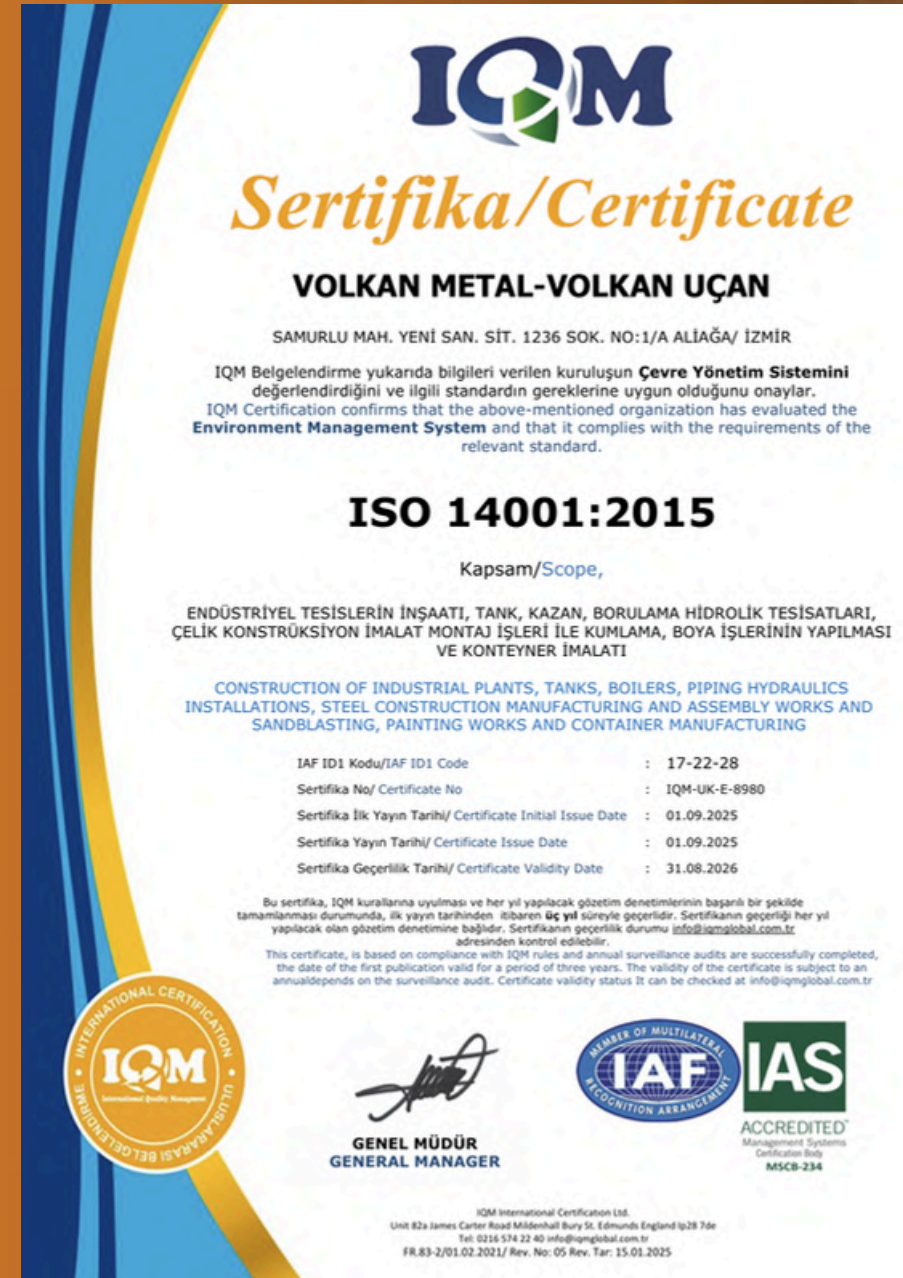 IQM
Sertifika/Certificate
VOLKAN METAL-VOLKAN UÇAN
SAMURLU MAH. YENİ SAN. SİT. 1236 SOK. NO:1/A ALİAĞA/ İZMİR
IQM Belgelendirme yukarıda bilgileri verilen kuruluşun Çevre Yönetim Sistemini
değerlendirdiğini ve ilgili standardın gereklerine uygun olduğunu onaylar.
IQM Certification confirms that the above-mentioned organization has evaluated the
Environment Management System and that it complies with the requirements of the
relevant standard.
ISO 14001:2015
Kapsam/Scope,
ENDÜSTRİYEL TESİSLERİN İNŞAATI, TANK, KAZAN, BORULAMA HİDROLİK TESİSATLARI,
ÇELİK KONSTRÜKSİYON İMALAT MONTAJ İŞLERİ İLE KUMLAMA, BOYA İŞLERİNİN YAPILMASI
VE KONTEYNER İMALATI
CONSTRUCTION OF INDUSTRIAL PLANTS, TANKS, BOILERS, PIPING HYDRAULICS
INSTALLATIONS, STEEL CONSTRUCTION MANUFACTURING AND ASSEMBLY WORKS AND
SANDBLASTING, PAINTING WORKS AND CONTAINER MANUFACTURING
IAF ID1 Kodu/IAF ID1 Code : 17-22-28
Sertifika No/ Certificate No : IQM-UK-E-8980
Sertifika İlk Yayın Tarihi/ Certificate Initial Issue Date : 01.09.2025
Sertifika Yayın Tarihi/ Certificate Issue Date : 01.09.2025
Sertifika Geçerlilik Tarihi/ Certificate Validity Date : 31.08.2026
Bu sertifika, IQM kurallarına uyulması ve her yıl yapılacak gözetim denetimlerinin başarılı bir şekilde
tamamlanması durumunda, ilk yayın tarihinden itibaren üç yıl süreyle geçerlidir. Sertifikanın geçerliği her yıl
yapılacak olan gözetim denetimine bağlıdır. Sertifikanın geçerlilik durumu info@iqmglobal.com.tr
adresinden kontrol edilebilir.
This certificate, is based on compliance with IQM rules and annual surveillance audits are successfully completed,
the date of the first publication valid for a period of three years. The validity of the certificate is subject to an
annualdepends on the surveillance audit. Certificate validity status It can be checked at info@iqmglobal.com.tr
INTERNATIONAL CERTIFICATION • ULUSLARARASI BELGELENDİRME •
IQM
International Quality Management
GENEL MÜDÜR
GENERAL MANAGER
MEMBER OF MULTILATERAL
IAF
RECOGNITION ARRANGEMENT
IAS
ACCREDITED
Management Systems
Certification Body
MSCB-234
IQM International Certification Ltd.
Unit 82a James Carter Road Mildenhall Bury St. Edmunds England Ip28 7de
Tel: 0216 574 22 40 info@iqmglobal.com.tr
FR.83-2/01.02.2021/ Rev. No: 05 Rev. Tar: 15.01.2025